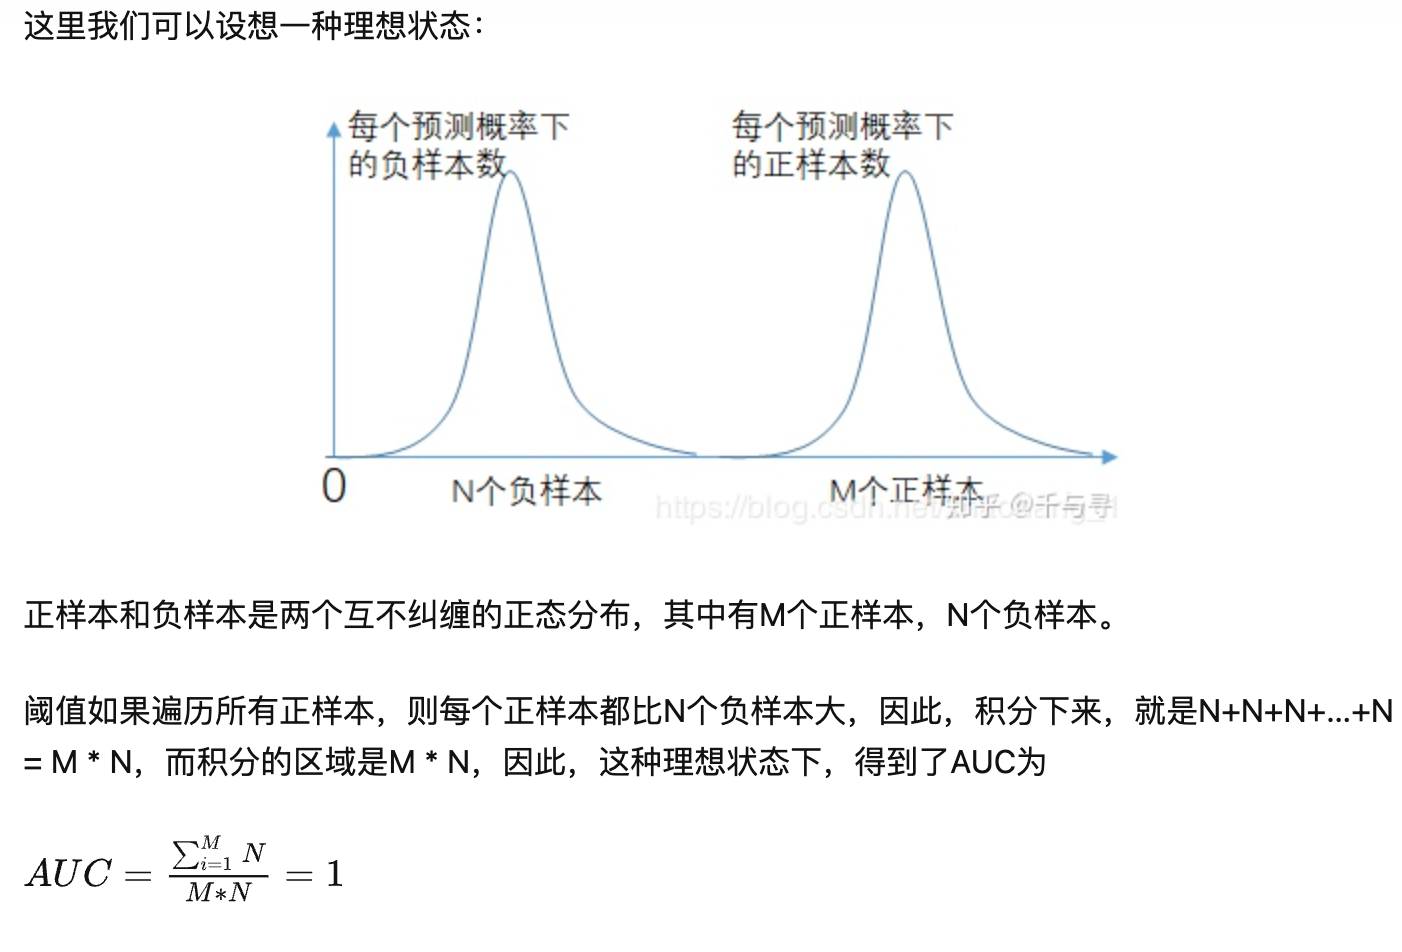 这里我们可以设想一种理想状态：
每个预测概率下
的负样本数
每个预测概率下
的正样本数
0
N个负样本
M个正样本
https://blog.csdn.net/
知乎 @千与寻
正样本和负样本是两个互不纠缠的正态分布，其中有M个正样本，N个负样本。
阈值如果遍历所有正样本，则每个正样本都比N个负样本大，因此，积分下来，就是N+N+N+...+N
= M * N，而积分的区域是M * N，因此，这种理想状态下，得到了AUC为
AUC = \frac{\sum_{i=1}^{M} N}{M*N} = 1